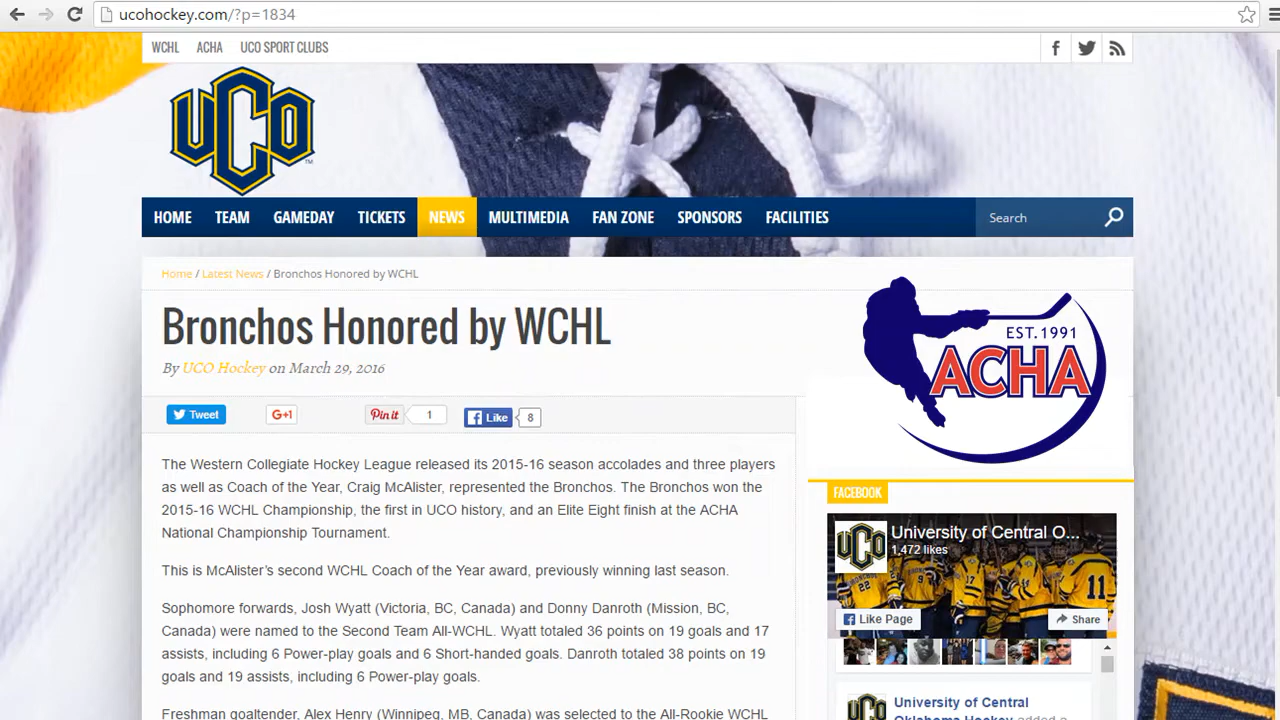 ucohockey.com/?p=1834
WCHL ACHA UCO SPORT CLUBS
UCO
HOME TEAM GAMEDAY TICKETS NEWS MULTIMEDIA FAN ZONE SPONSORS FACILITIES Search
Home / Latest News / Bronchos Honored by WCHL
Bronchos Honored by WCHL
By UCO Hockey on March 29, 2016
Tweet G+1 Pin it 1 Like 8
The Western Collegiate Hockey League released its 2015-16 season accolades and three players
as well as Coach of the Year, Craig McAlister, represented the Bronchos. The Bronchos won the
2015-16 WCHL Championship, the first in UCO history, and an Elite Eight finish at the ACHA
National Championship Tournament.
This is McAlister's second WCHL Coach of the Year award, previously winning last season.
Sophomore forwards, Josh Wyatt (Victoria, BC, Canada) and Donny Danroth (Mission, BC,
Canada) were named to the Second Team All-WCHL. Wyatt totaled 36 points on 19 goals and 17
assists, including 6 Power-play goals and 6 Short-handed goals. Danroth totaled 38 points on 19
goals and 19 assists, including 6 Power-play goals.
Freshman goaltender, Alex Henry (Winnipeg, MB, Canada) was selected to the All-Rookie WCHL
EST. 1991
ACHA
FACEBOOK
UCO
University of Central O...
1,472 likes
BRONCHOS
22
9
17
11
Like Page Share
UCO
University of Central
Oklahoma Hockey added a